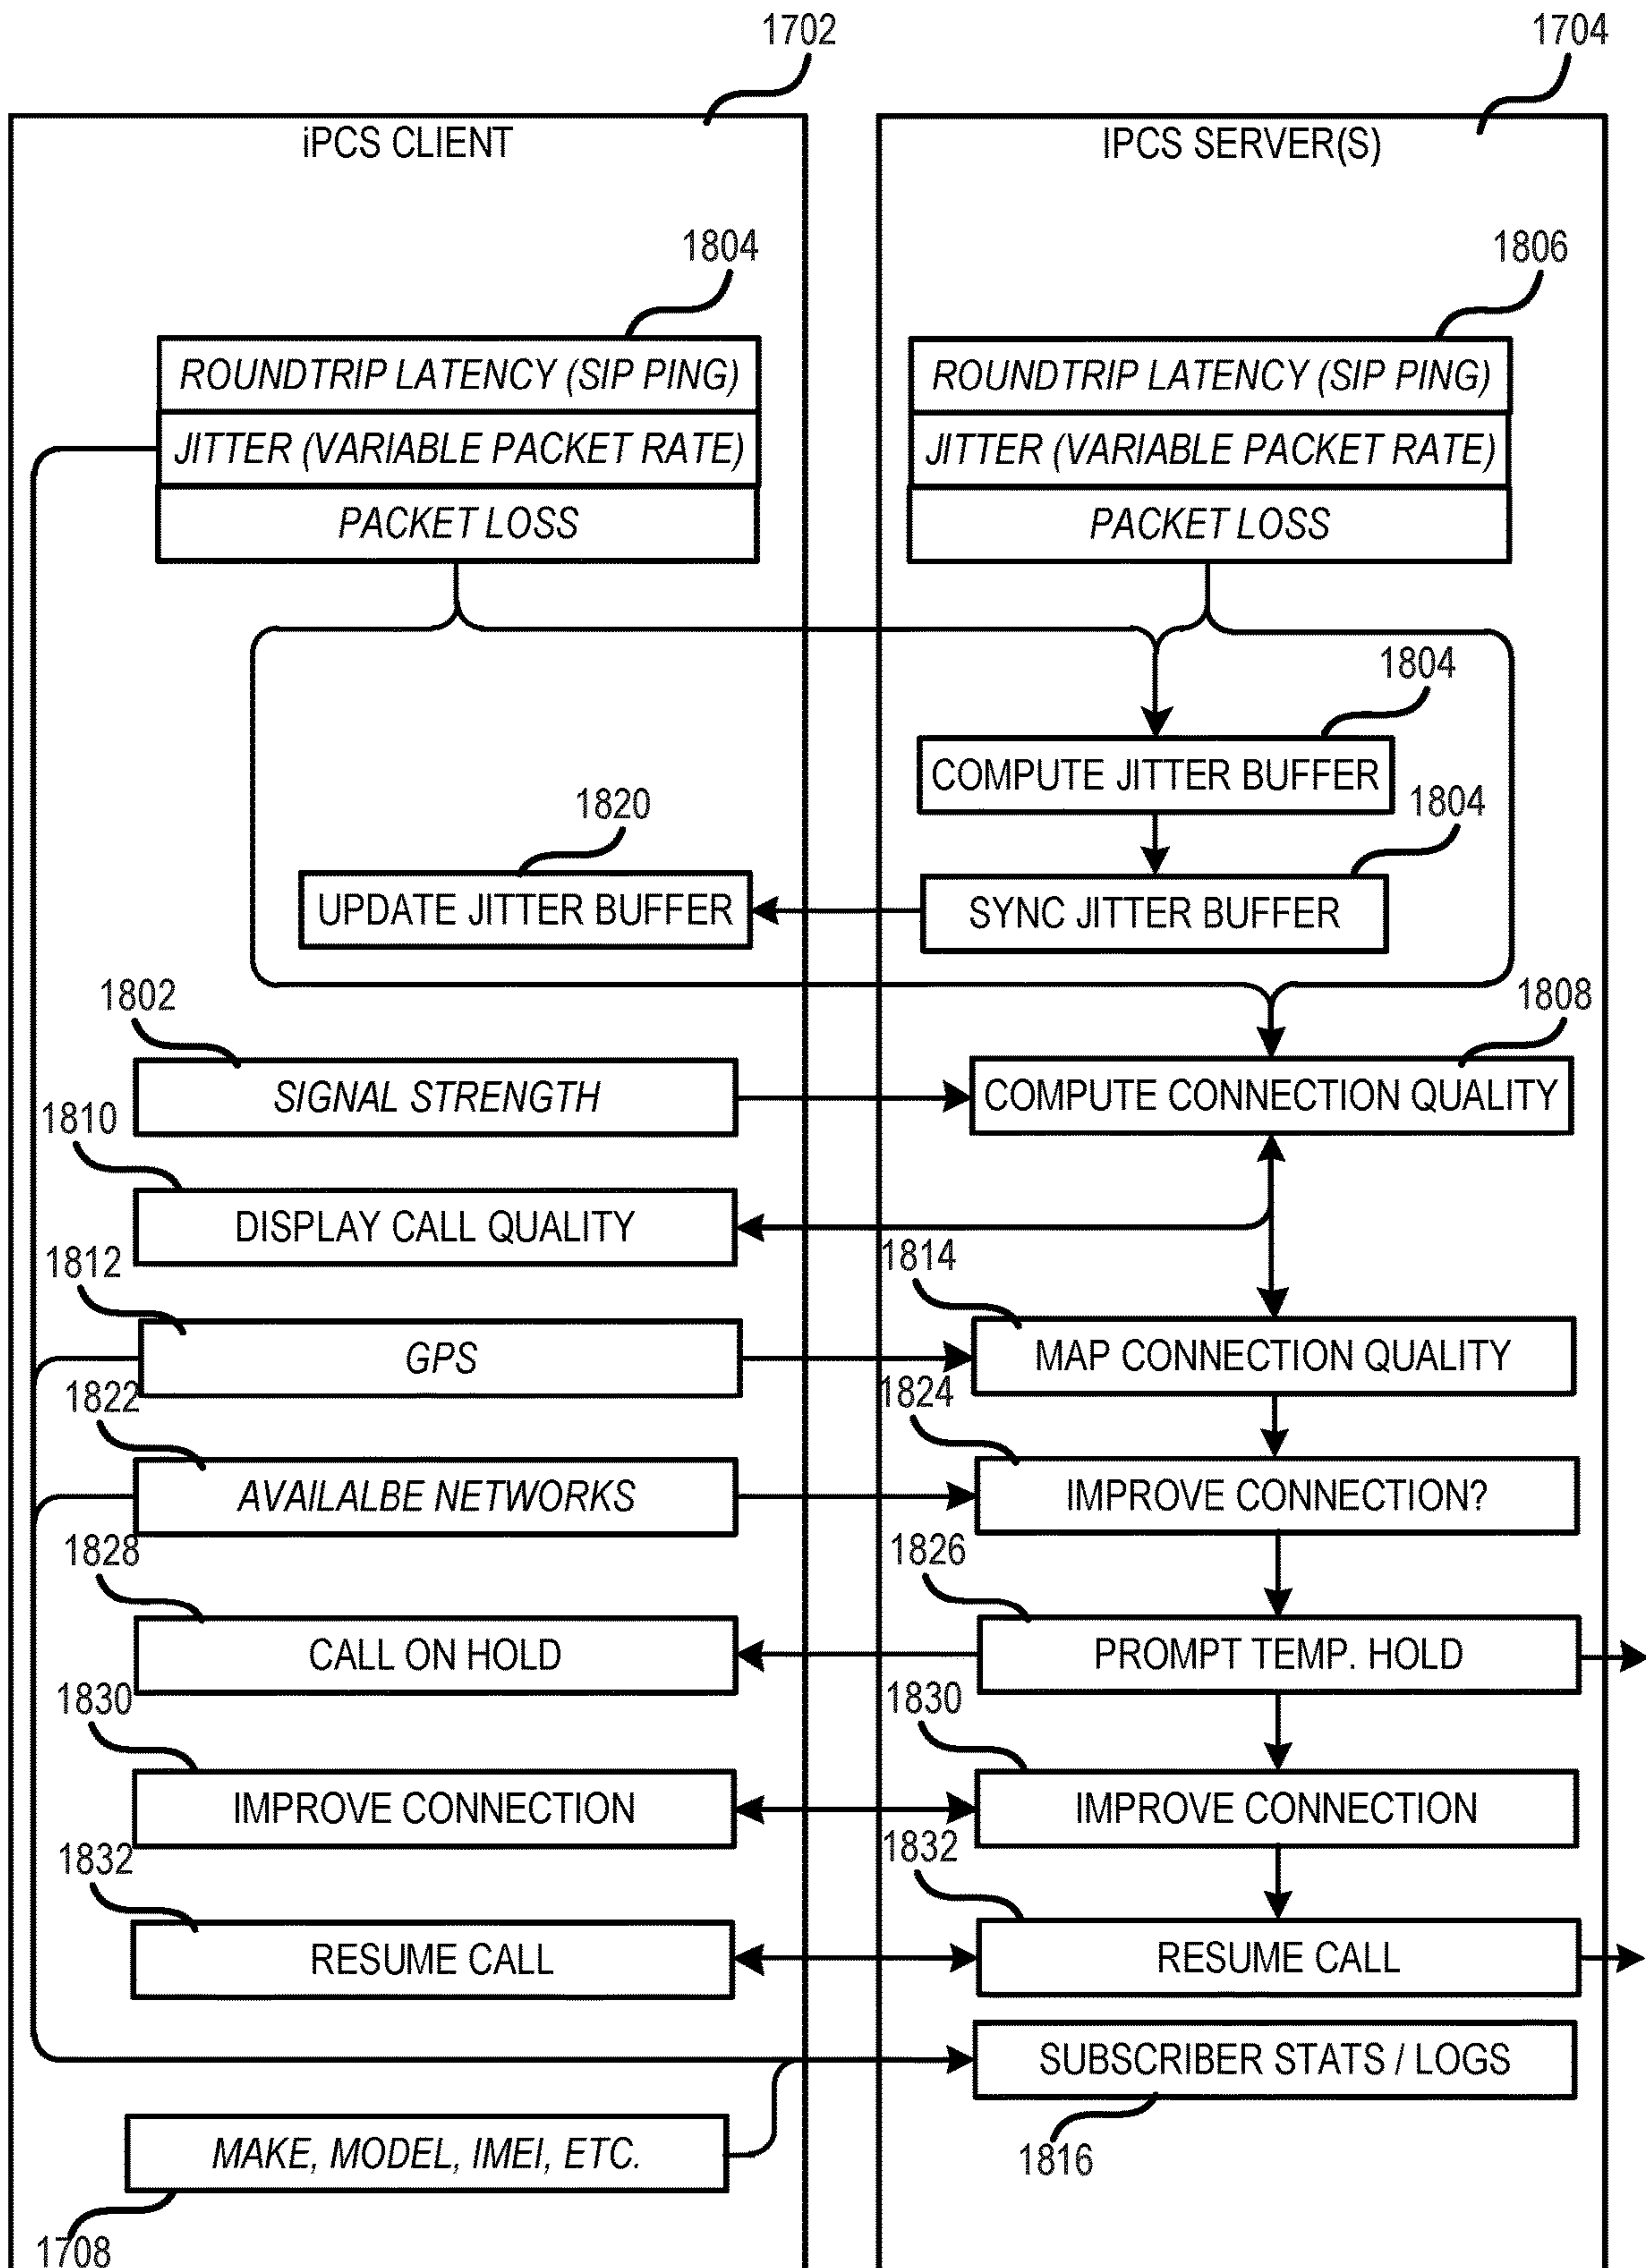 1702
1704
iPCS CLIENT
IPCS SERVER(S)
1804
1806
ROUNDTRIP LATENCY (SIP PING)
ROUNDTRIP LATENCY (SIP PING)
JITTER (VARIABLE PACKET RATE)
JITTER (VARIABLE PACKET RATE)
PACKET LOSS
PACKET LOSS
1804
COMPUTE JITTER BUFFER
1820
1804
UPDATE JITTER BUFFER
SYNC JITTER BUFFER
1802
1808
SIGNAL STRENGTH
COMPUTE CONNECTION QUALITY
1810
DISPLAY CALL QUALITY
1812
1814
GPS
MAP CONNECTION QUALITY
1822
1824
AVAILALBE NETWORKS
IMPROVE CONNECTION?
1828
1826
CALL ON HOLD
PROMPT TEMP. HOLD
1830
1830
IMPROVE CONNECTION
IMPROVE CONNECTION
1832
1832
RESUME CALL
RESUME CALL
SUBSCRIBER STATS / LOGS
MAKE, MODEL, IMEI, ETC.
1816
1708